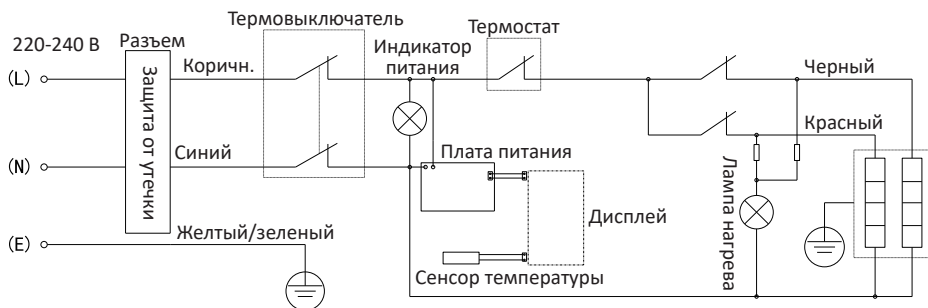 Термовыключатель
Термостат
220-240 В
Разъем
Индикатор
питания
(L)
Коричн.
Черный
Защита от
утечки
Красный
(N)
Синий
Плата питания
Лампа нагрева
Дисплей
(E)
Желтый/зеленый
Сенсор температуры